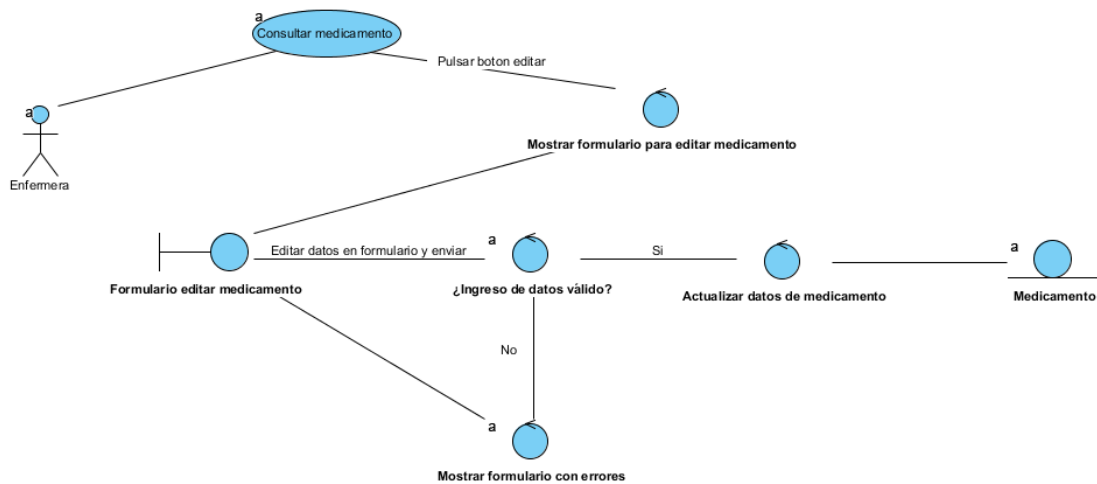 a
Consultar medicamento
Pulsar boton editar
a
Enfermera
Mostrar formulario para editar medicamento
Editar datos en formulario y enviar
a
Si
a
Formulario editar medicamento
¿Ingreso de datos válido?
Actualizar datos de medicamento
Medicamento
No
a
Mostrar formulario con errores